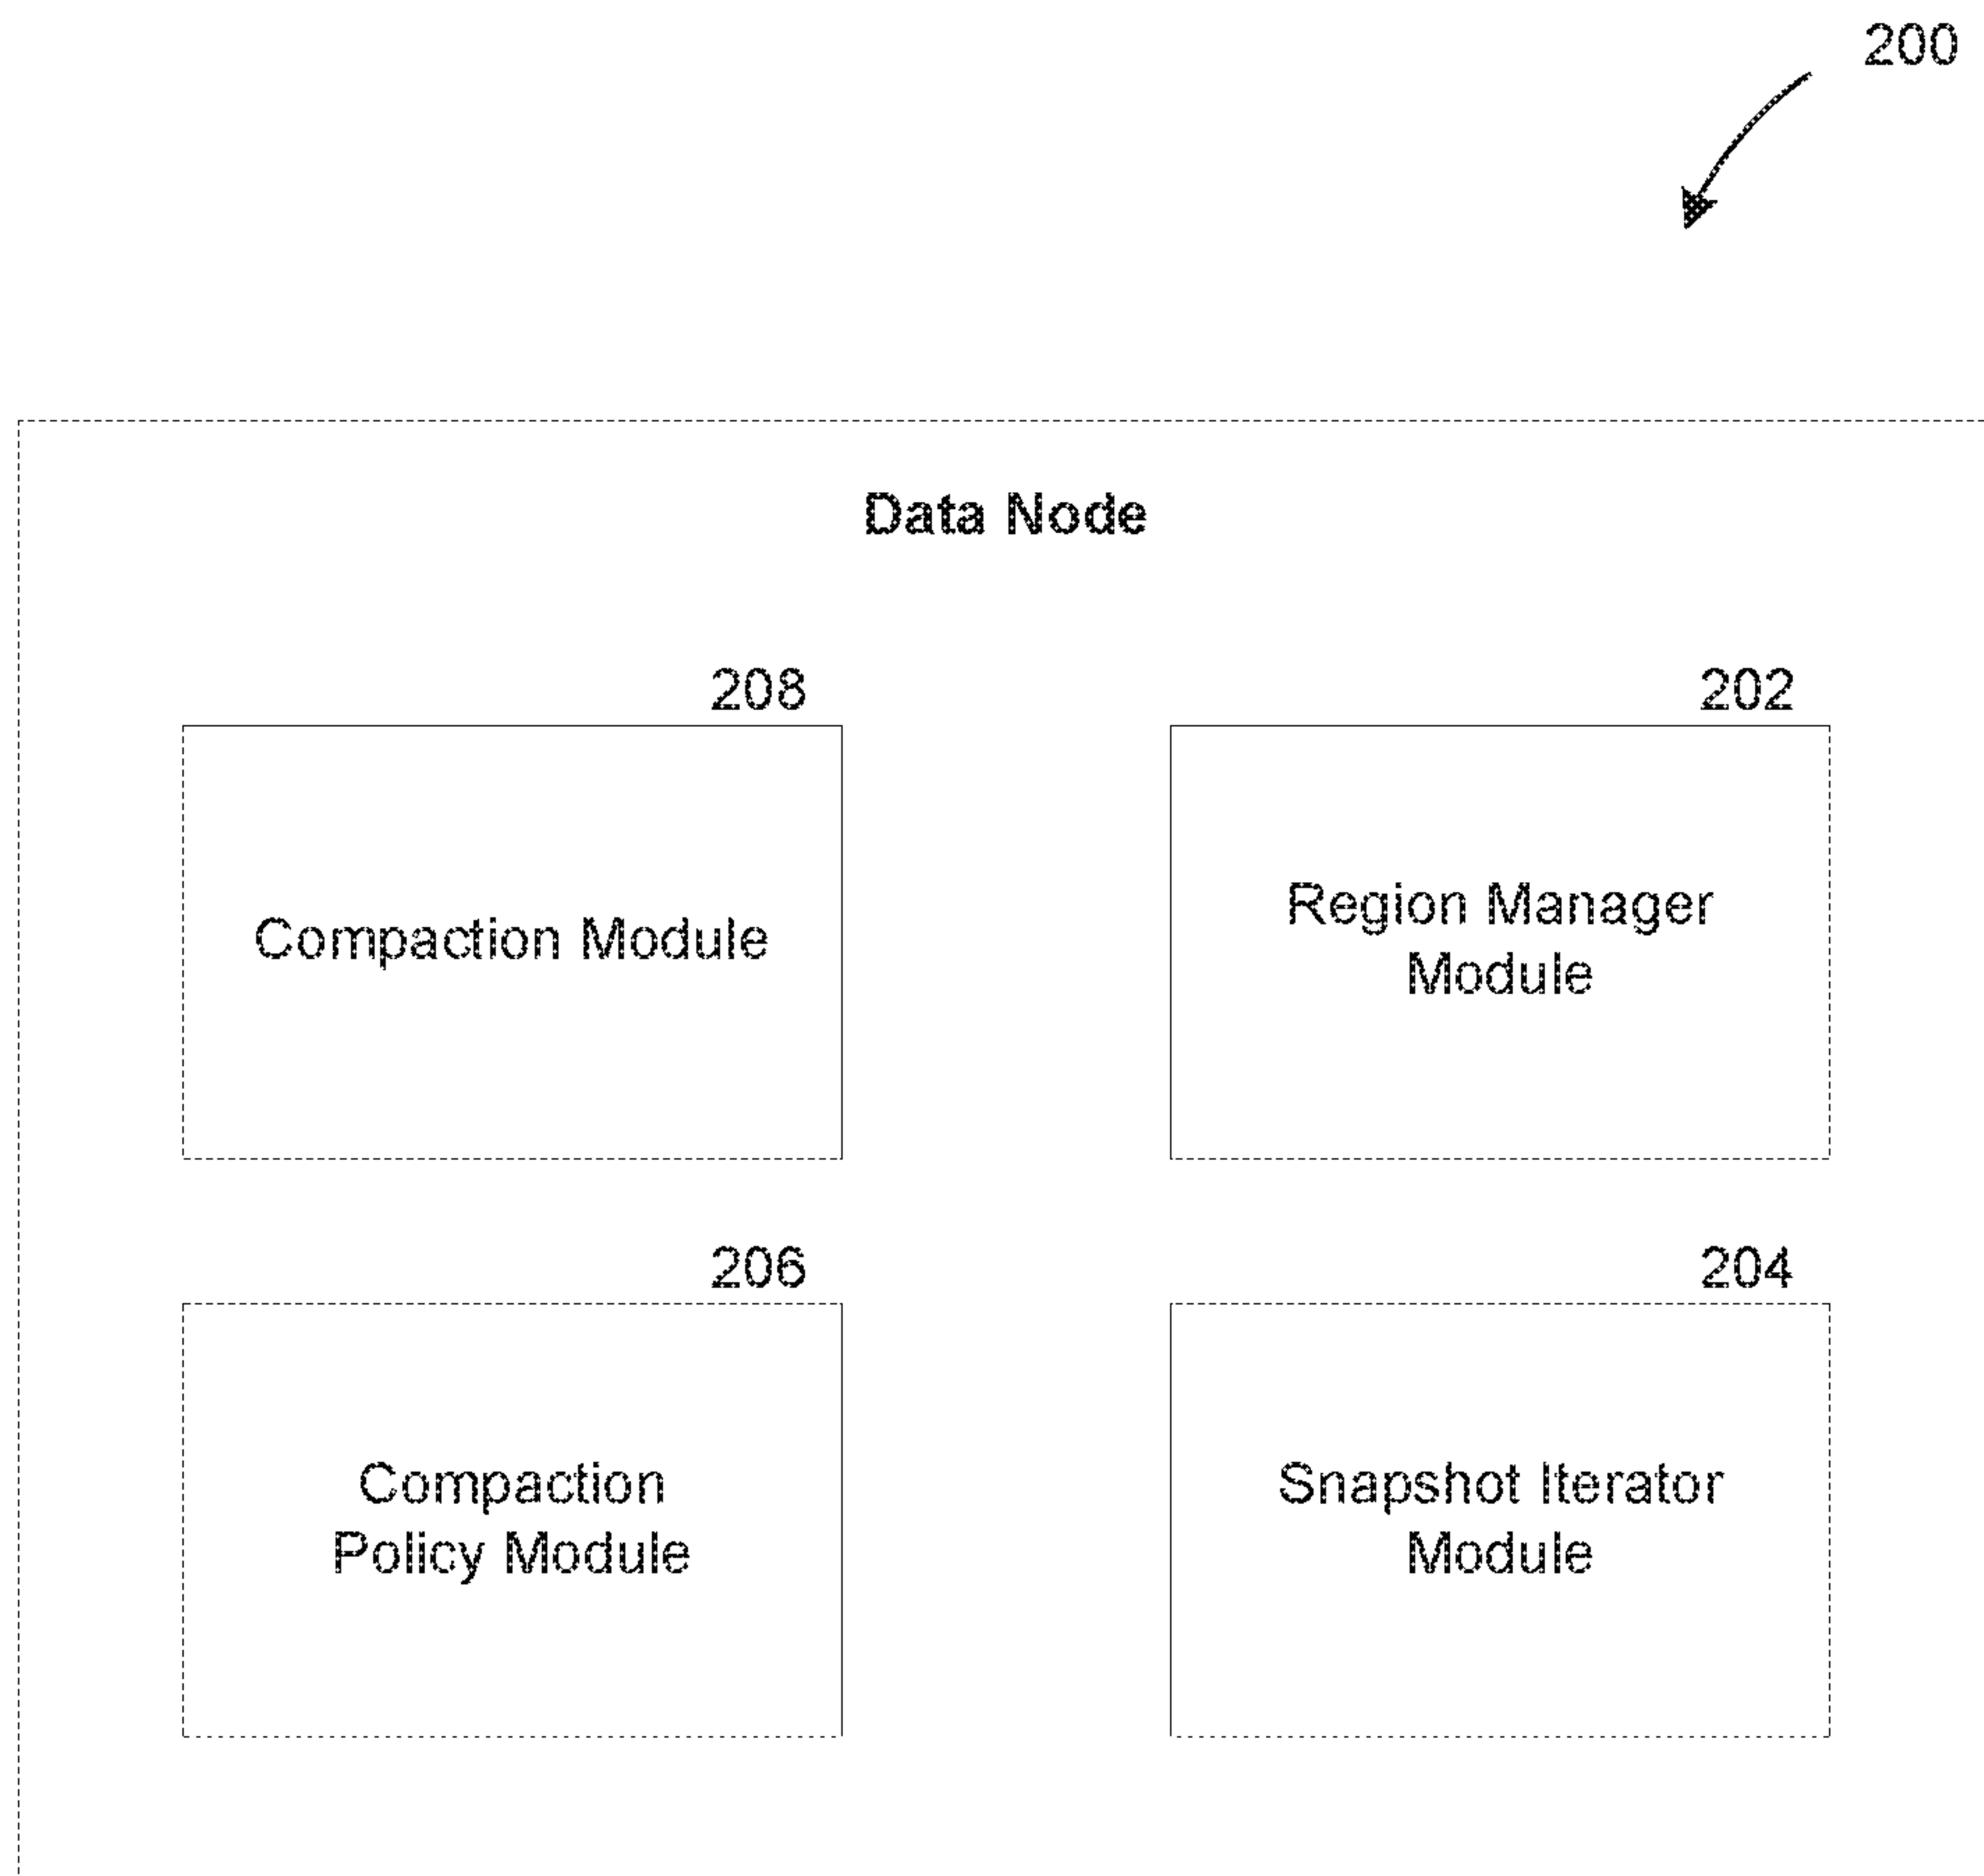 200
Data Node
208
Compaction Module
202
Region Manager
Module
206
Compaction
Policy Module
204
Snapshot Iterator
Module